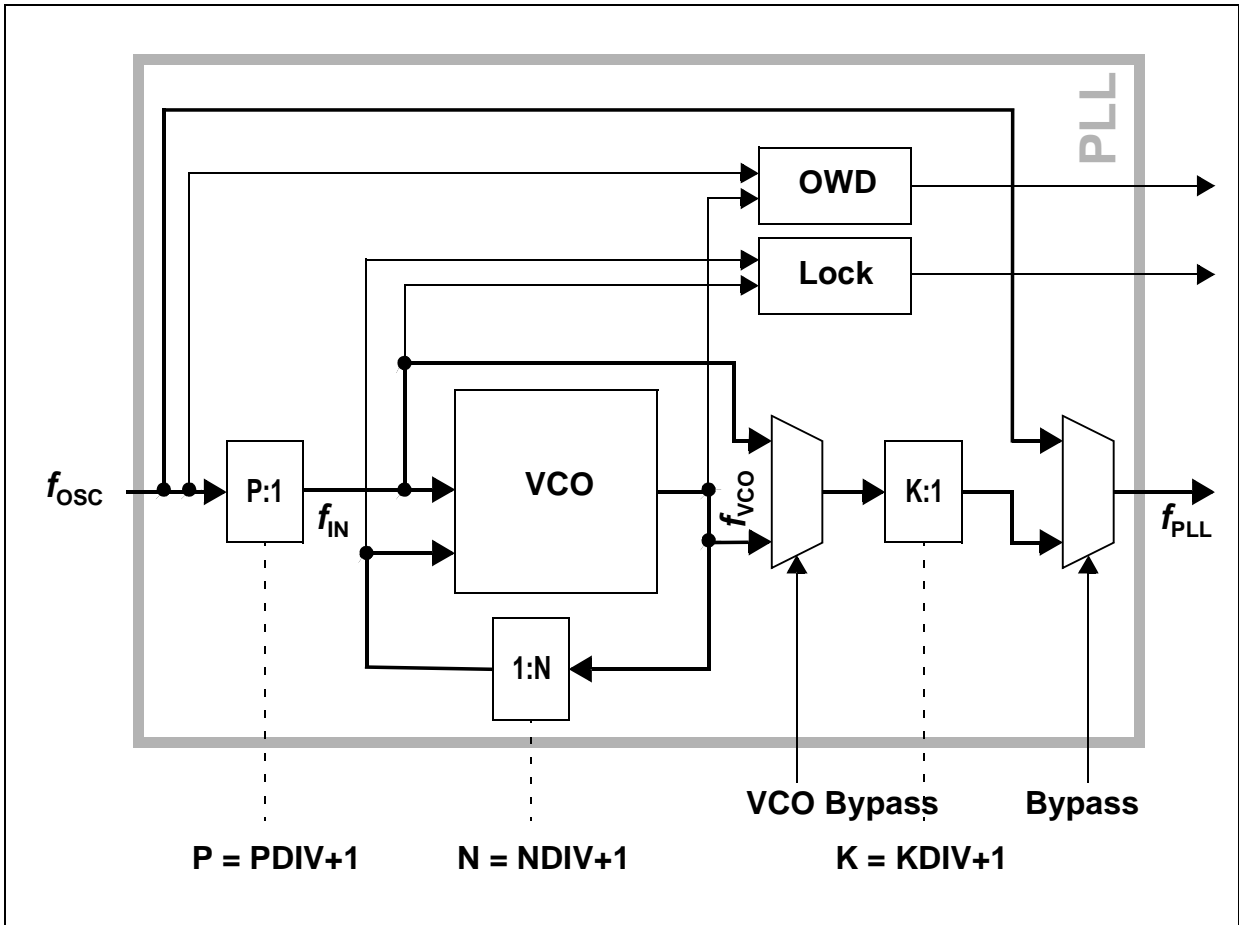 PLL
OWD
Lock
fOSC
P:1
fIN
VCO
fVCO
K:1
fPLL
1:N
VCO Bypass
Bypass
P = PDIV+1
N = NDIV+1
K = KDIV+1